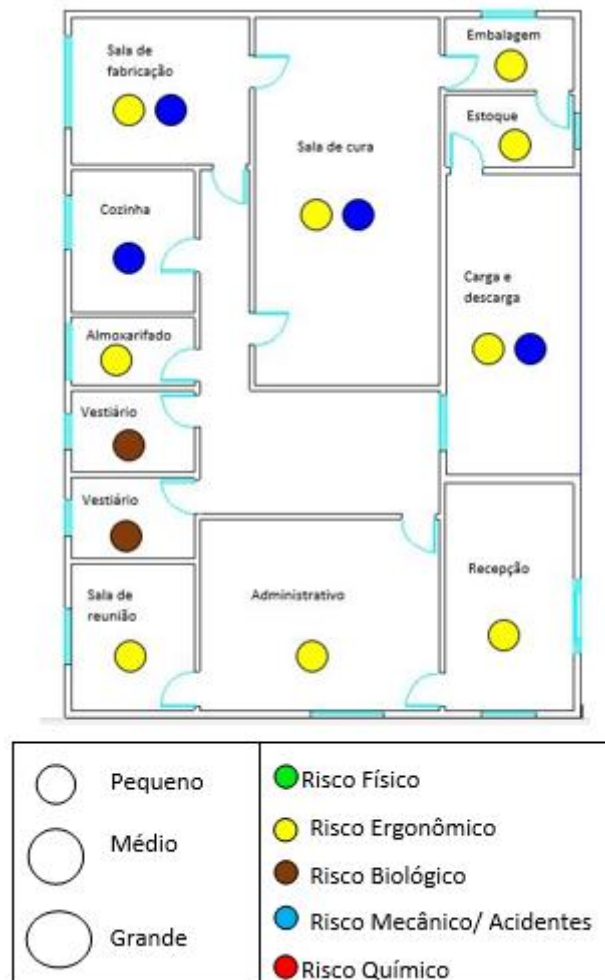 Sala de
fabricação
Embalagem
Estoque
Sala de cura
Cozinha
Carga e
descarga
Almoxarifado
Vestiário
Vestiário
Recepção
Sala de
reunião
Administrativo
Pequeno
Médio
Grande
Risco Físico
Risco Ergonômico
Risco Biológico
Risco Mecânico/ Acidentes
Risco Químico